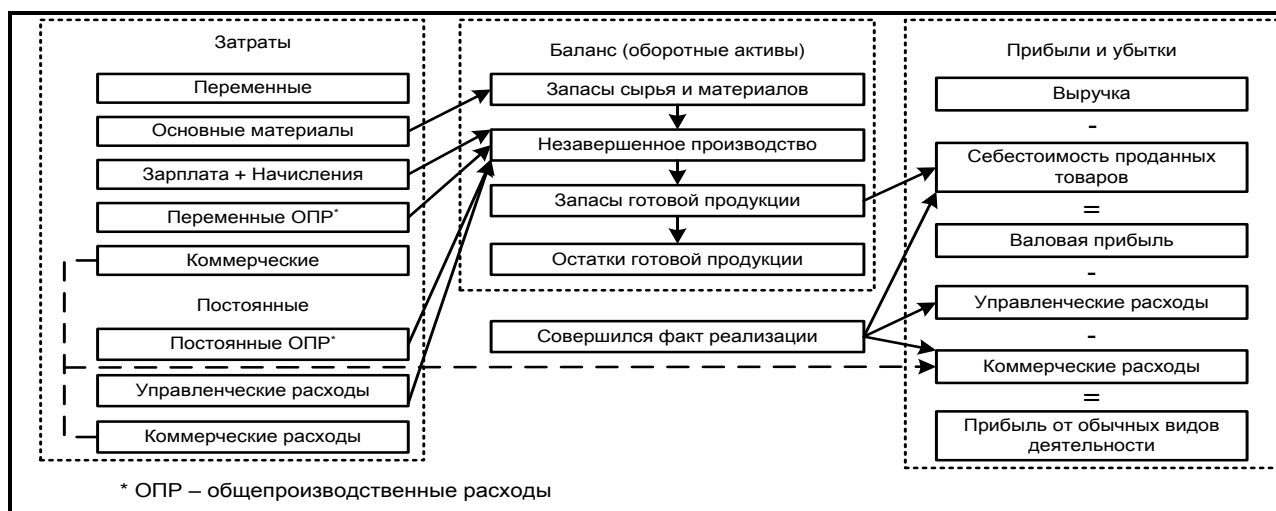 Затраты
Переменные
Основные материалы
Зарплата + Начисления
Переменные ОПР*
Коммерческие
Постоянные
Постоянные ОПР*
Управленческие расходы
Коммерческие расходы
Баланс (оборотные активы)
Запасы сырья и материалов
Незавершенное производство
Запасы готовой продукции
Остатки готовой продукции
Совершился факт реализации
Прибыли и убытки
Выручка
-
Себестоимость проданных
товаров
=
Валовая прибыль
-
Управленческие расходы
-
Коммерческие расходы
=
Прибыль от обычных видов
деятельности
* ОПР – общепроизводственные расходы